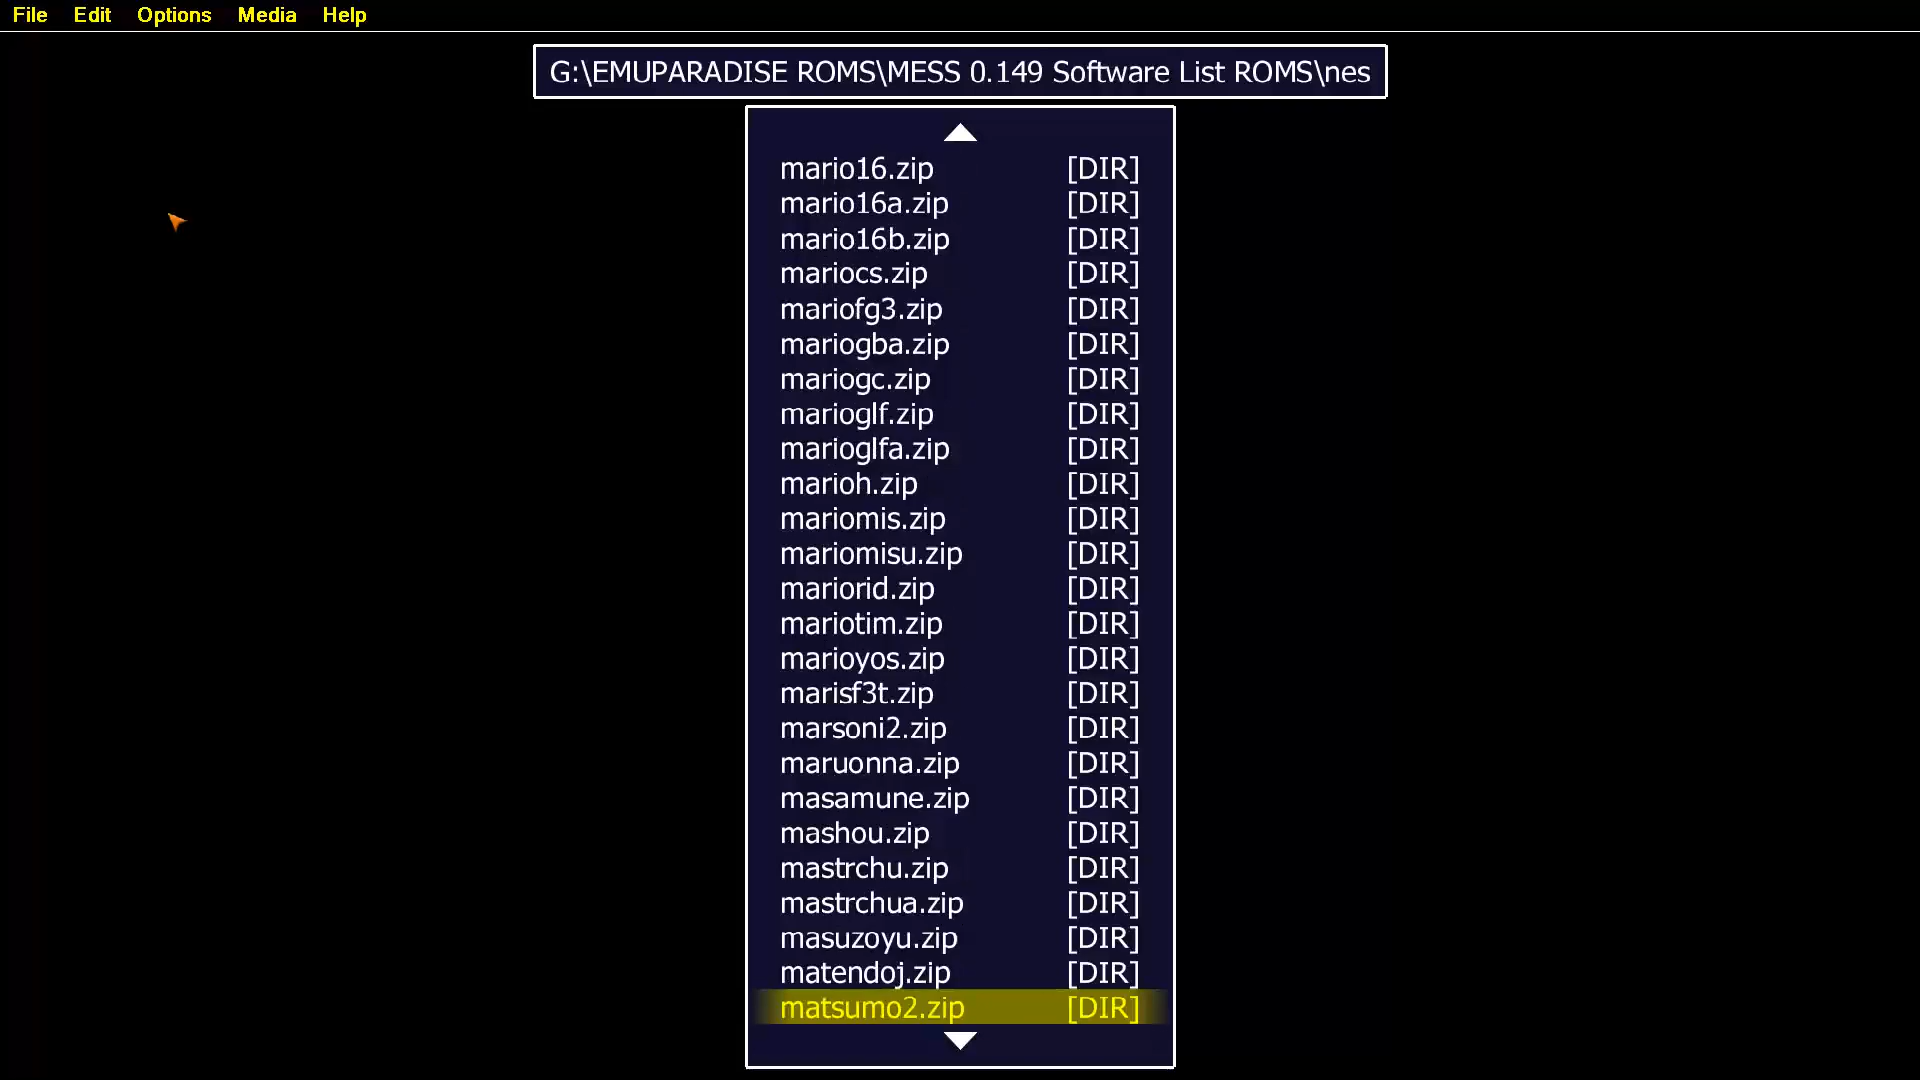 File Edit Options Media Help
G:\EMUPARADISE ROMS\MESS 0.149 Software List ROMS\nes
mario16.zip [DIR]
mario16a.zip [DIR]
mario16b.zip [DIR]
mariocs.zip [DIR]
mariofg3.zip [DIR]
mariogba.zip [DIR]
mariogc.zip [DIR]
marioglf.zip [DIR]
marioglfa.zip [DIR]
marioh.zip [DIR]
mariomis.zip [DIR]
mariomisu.zip [DIR]
mariorid.zip [DIR]
mariotim.zip [DIR]
marioyos.zip [DIR]
marisf3t.zip [DIR]
marsoni2.zip [DIR]
maruonna.zip [DIR]
masamune.zip [DIR]
mashou.zip [DIR]
mastrchu.zip [DIR]
mastrchua.zip [DIR]
masuzoyu.zip [DIR]
matendoj.zip [DIR]
matsumo2.zip [DIR]